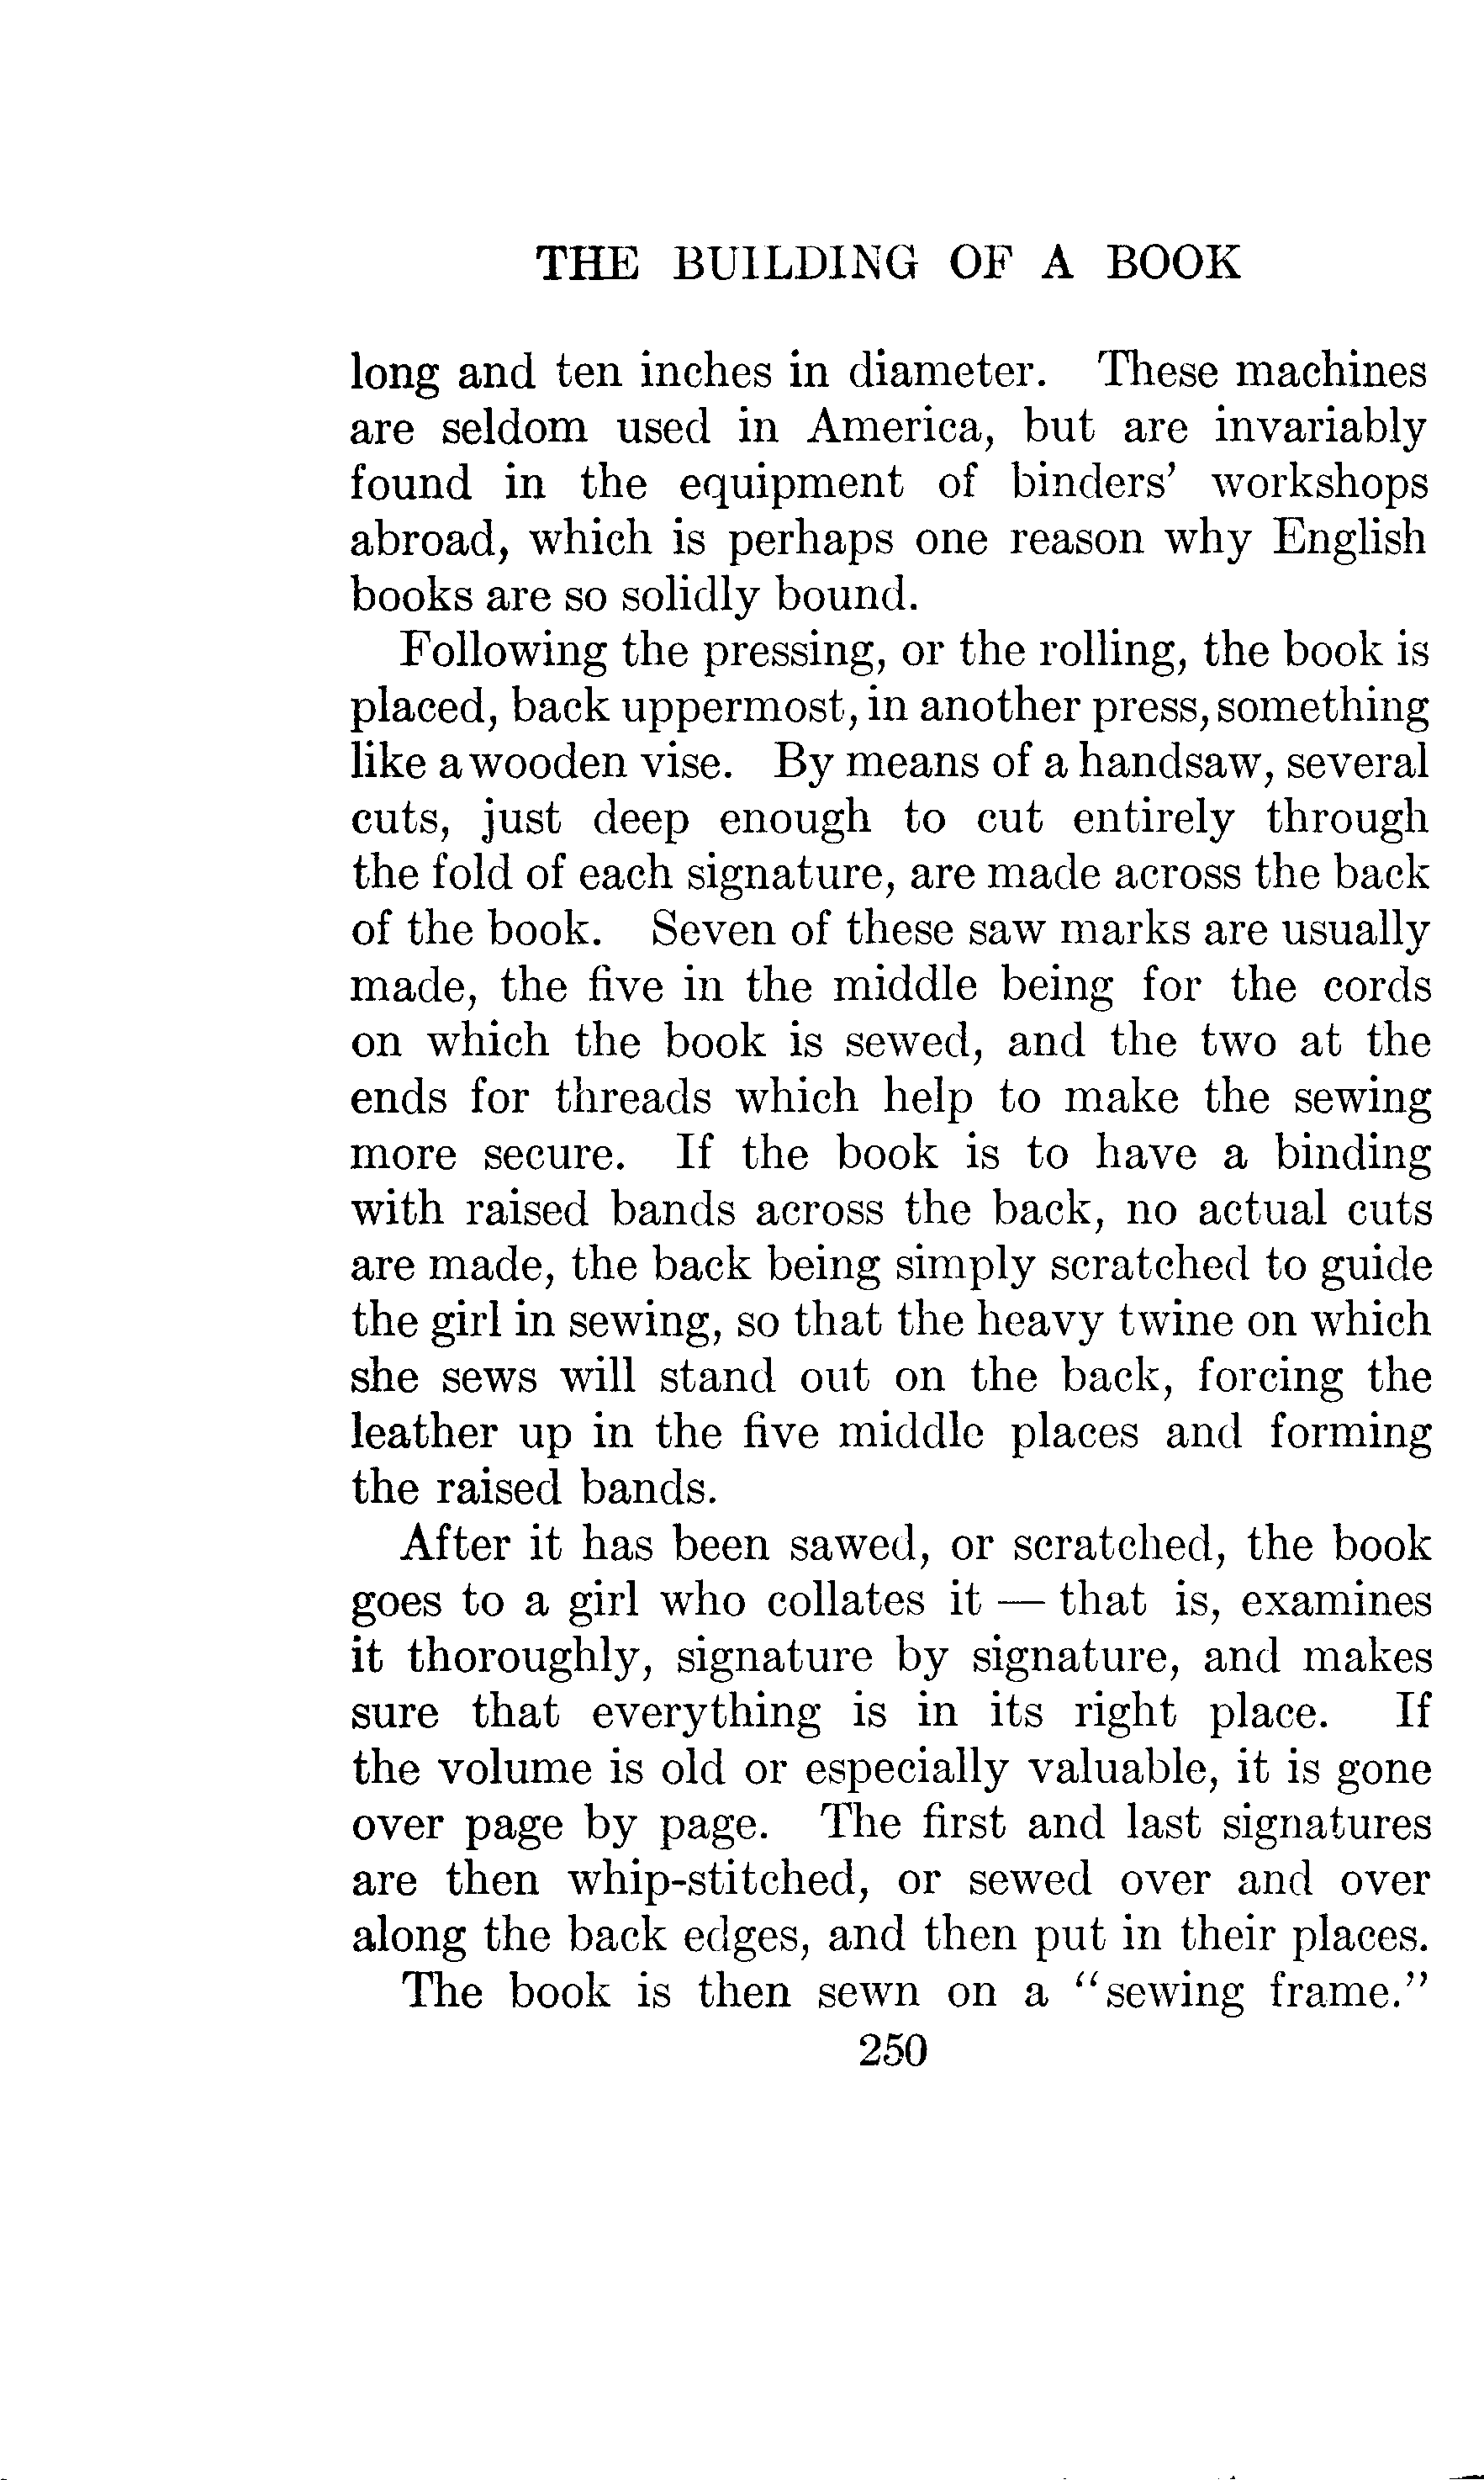 THE BUILDING OF A BOOK
long and ten inches in diameter. These machines
are seldom used in America, but are invariably
found in the equipment of binders' workshops
abroad, which is perhaps one reason why English
books are so solidly bound.
Following the pressing, or the rolling, the book is
placed, back uppermost, in another press, something
like a wooden vise. By means of a handsaw, several
cuts, just deep enough to cut entirely through
the fold of each signature, are made across the back
of the book. Seven of these saw marks are usually
made, the five in the middle being for the cords
on which the book is sewed, and the two at the
ends for threads which help to make the sewing
more secure. If the book is to have a binding
with raised bands across the back, no actual cuts
are made, the back being simply scratched to guide
the girl in sewing, so that the heavy twine on which
she sews will stand out on the back, forcing the
leather up in the five middle places and forming
the raised bands.
After it has been sawed, or scratched, the book
goes to a girl who collates it — that is, examines
it thoroughly, signature by signature, and makes
sure that everything is in its right place. If
the volume is old or especially valuable, it is gone
over page by page. The first and last signatures
are then whip-stitched, or sewed over and over
along the back edges, and then put in their places.
The book is then sewn on a "sewing frame."
250